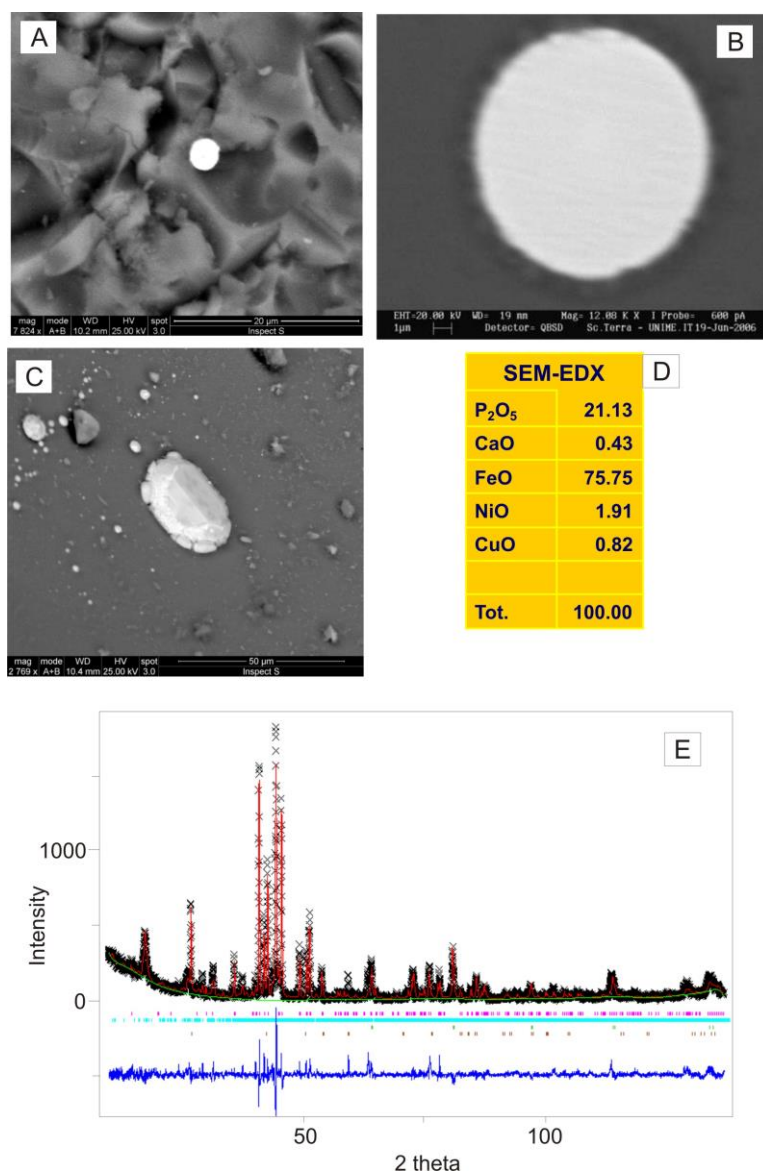 A
mag mode WD HV spot 20 µm
7 824 x A+B 10.2 mm 25.00 kV 3.0 Inspect S
B
EHT=20.00 kV WD= 19 mm Mag= 12.08 K X I Probe= 600 pA
1µm Detector= QBSD Sc.Terra - UNIME.IT19-Jun-2006
C
mag mode WD HV spot 50 µm
2 769 x A+B 10.4 mm 25.00 kV 3.0 Inspect S
D
SEM-EDX
P₂O₅ 21.13
CaO 0.43
FeO 75.75
NiO 1.91
CuO 0.82
Tot. 100.00
E
Intensity
1000
0
50
100
2 theta